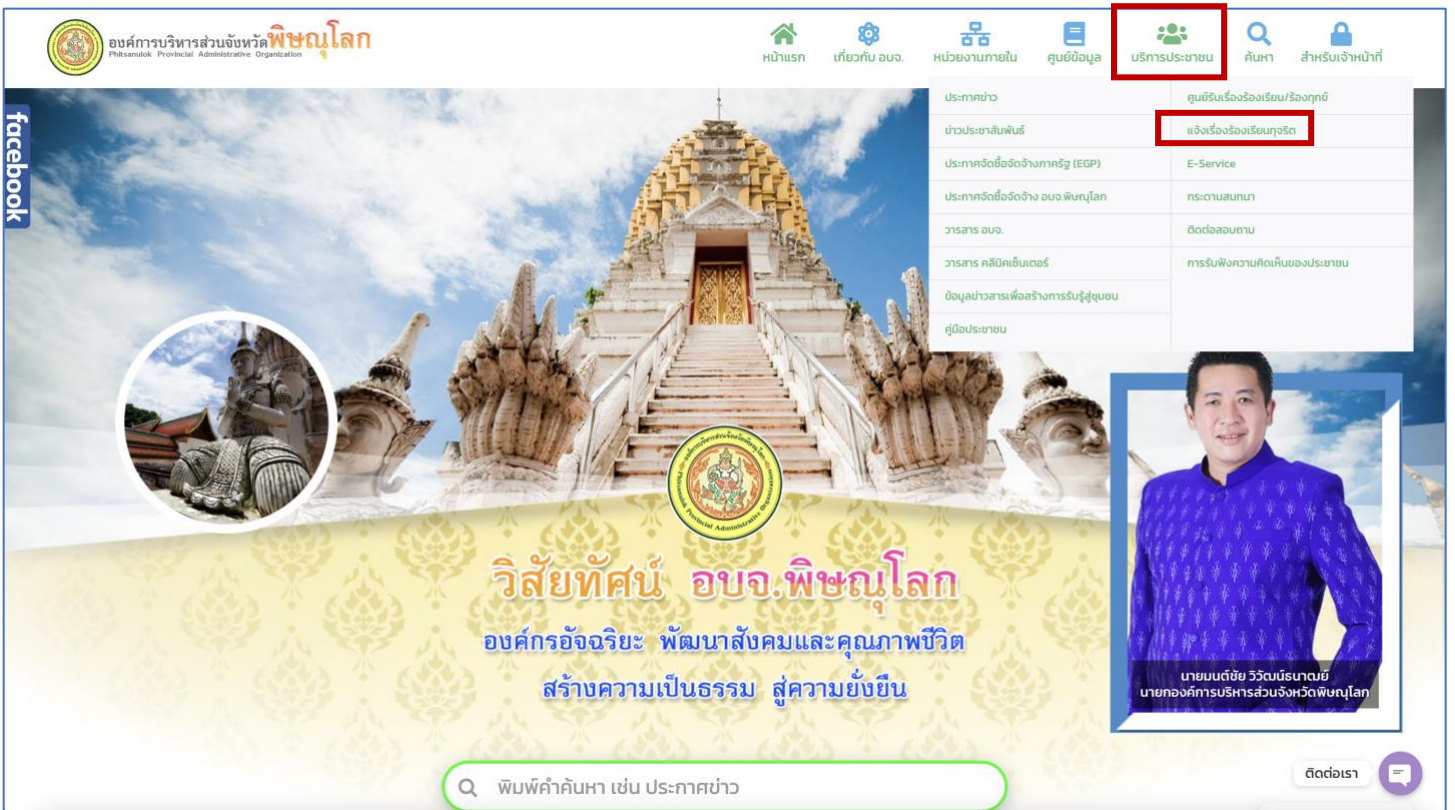 องค์การบริหารส่วนจังหวัดพิษณุโลก
Phitsanulok Provincial Administrative Organization
หน้าแรก
เกี่ยวกับ อบจ.
หน่วยงานภายใน
ศูนย์ข้อมูล
บริการประชาชน
ค้นหา
สำหรับเจ้าหน้าที่
facebook
ประกาศข่าว
ข่าวประชาสัมพันธ์
ประกาศจัดซื้อจัดจ้างภาครัฐ (EGP)
ประกาศจัดซื้อจัดจ้าง อบจ.พิษณุโลก
วารสาร อบจ.
วารสาร คลีนิคเซ็นเตอร์
ข้อมูลข่าวสารเพื่อสร้างการรับรู้สู่ชุมชน
คู่มือประชาชน
ศูนย์รับเรื่องร้องเรียน/ร้องทุกข์
แจ้งเรื่องร้องเรียนทุจริต
E-Service
กระดานสนทนา
ติดต่อสอบถาม
การรับฟังความคิดเห็นของประชาชน
วิสัยทัศน์ อบจ.พิษณุโลก
องค์กรอัจฉริยะ พัฒนาสังคมและคุณภาพชีวิต
สร้างความเป็นธรรม สู่ความยั่งยืน
นายมนต์ชัย วิวัฒน์ธนาฒย์
นายกองค์การบริหารส่วนจังหวัดพิษณุโลก
พิมพ์คำค้นหา เช่น ประกาศข่าว
ติดต่อเรา